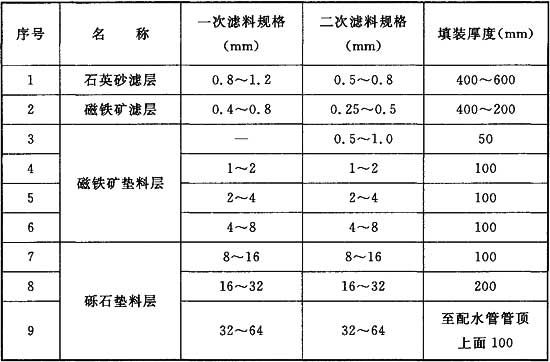 序号 名 称 一次滤料规格（mm） 二次滤料规格（mm） 填装厚度(mm)
1 石英砂滤层 0.8～1.2 0.5～0.8 400～600
2 磁铁矿滤层 0.4～0.8 0.25～0.5 400～200
3 磁铁矿垫料层 — 0.5～1.0 50
4 1～2 1～2 100
5 2～4 2～4 100
6 4～8 4～8 100
7 砾石垫料层 8～16 8～16 100
8 16～32 16～32 200
9 32～64 32～64 至配水管管顶
上面 100